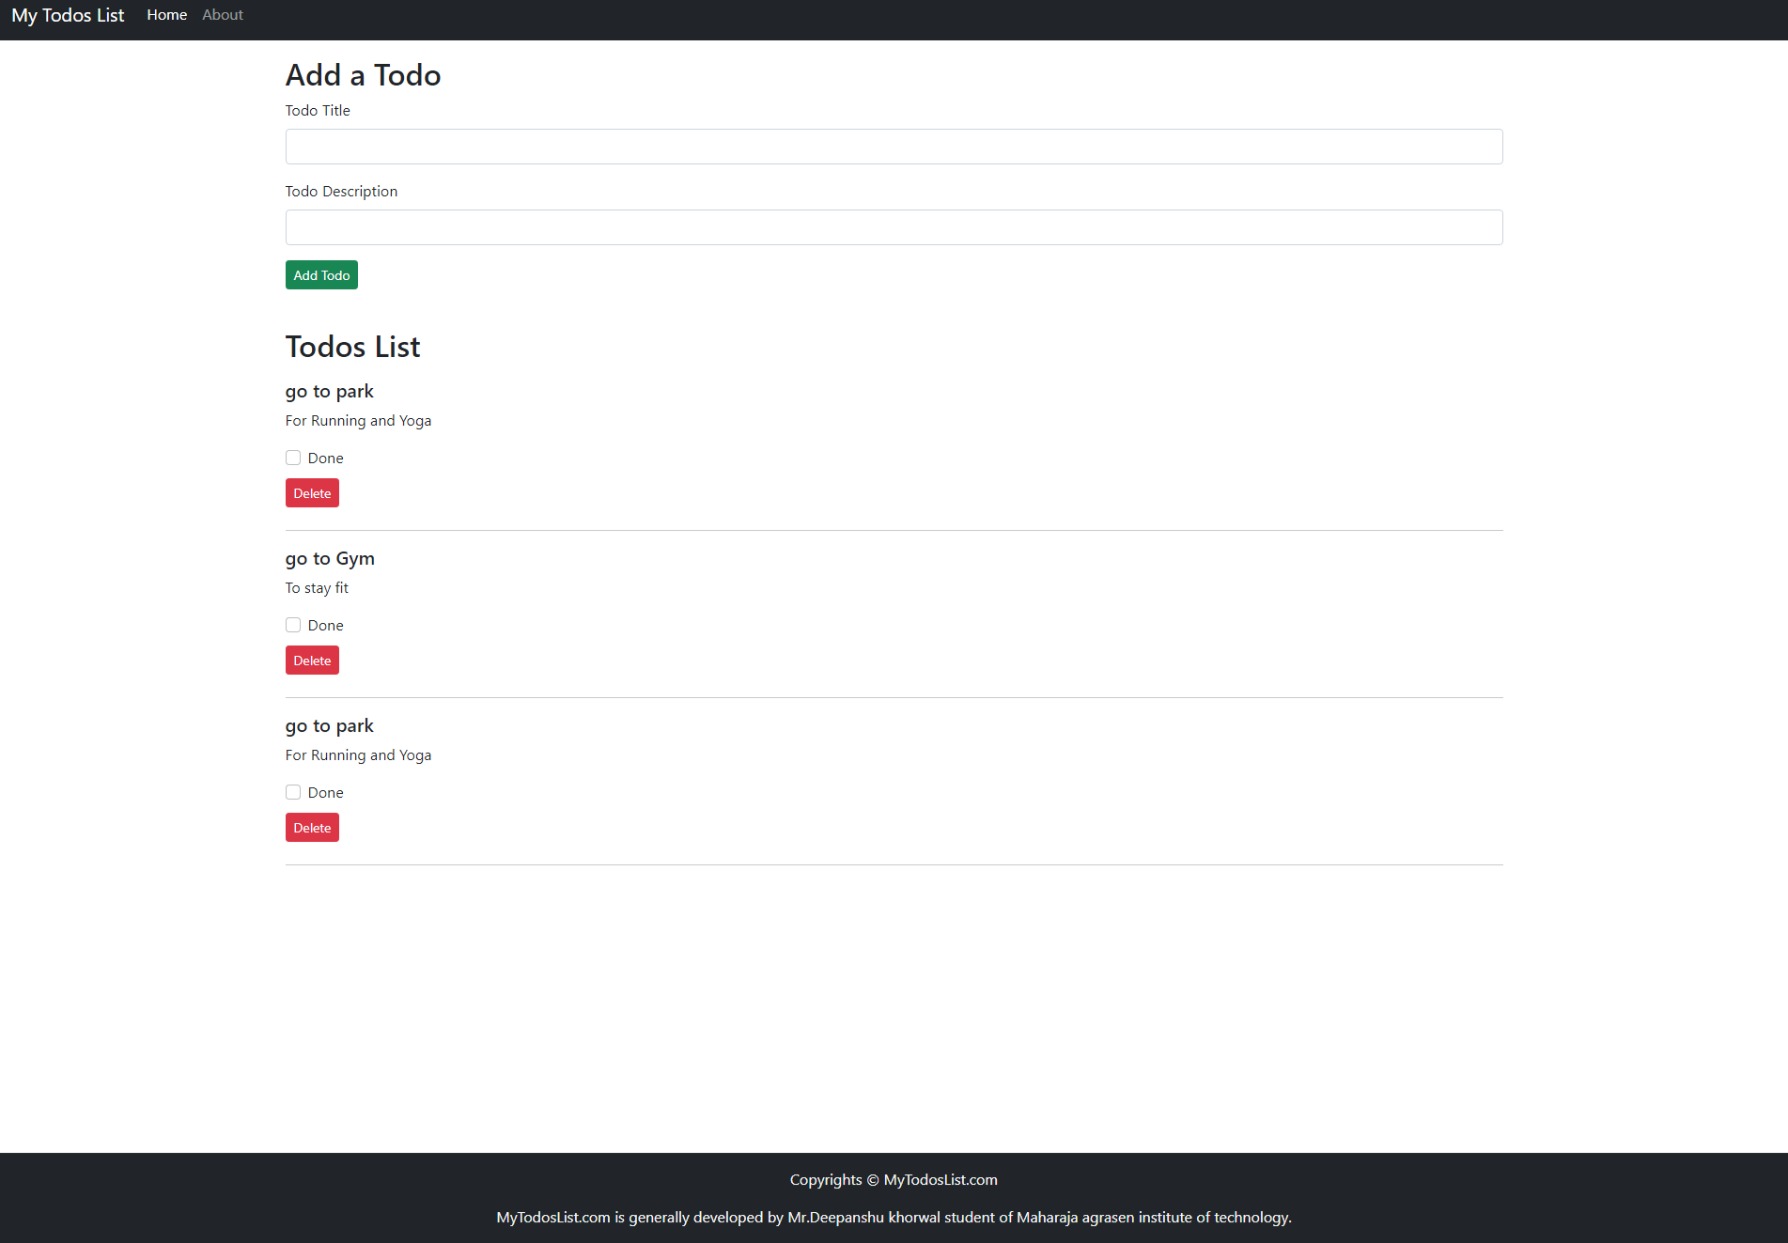 My Todos List Home About
Add a Todo
Todo Title
Todo Description
Add Todo
Todos List
go to park
For Running and Yoga
Done
Delete
go to Gym
To stay fit
Done
Delete
go to park
For Running and Yoga
Done
Delete
Copyrights © MyTodosList.com
MyTodosList.com is generally developed by Mr.Deepanshu khorwal student of Maharaja agrasen institute of technology.